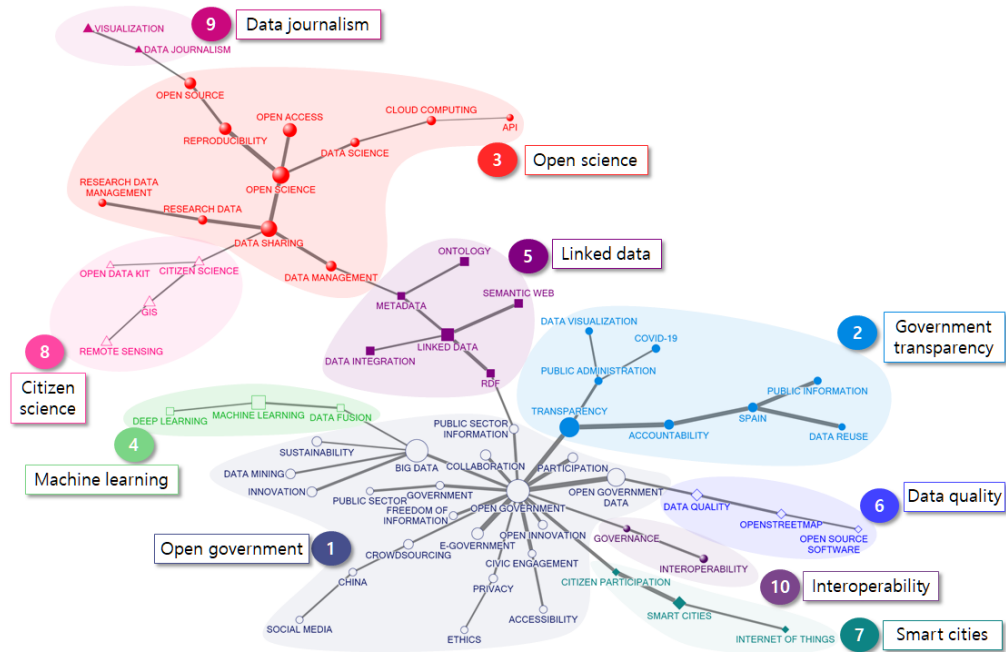 9
Data journalism
VISUALIZATION
DATA JOURNALISM
OPEN SOURCE
REPRODUCIBILITY
OPEN ACCESS
CLOUD COMPUTING
API
DATA SCIENCE
3
Open science
OPEN SCIENCE
RESEARCH DATA
MANAGEMENT
RESEARCH DATA
DATA SHARING
DATA MANAGEMENT
OPEN DATA KIT
CITIZEN SCIENCE
GIS
REMOTE SENSING
8
Citizen
science
5
Linked data
ONTOLOGY
METADATA
SEMANTIC WEB
DATA INTEGRATION
LINKED DATA
RDF
2
Government
transparency
DATA VISUALIZATION
COVID-19
PUBLIC ADMINISTRATION
PUBLIC INFORMATION
TRANSPARENCY
ACCOUNTABILITY
SPAIN
DATA REUSE
DEEP LEARNING
MACHINE LEARNING
DATA FUSION
4
Machine learning
PUBLIC SECTOR
INFORMATION
SUSTAINABILITY
BIG DATA
COLLABORATION
PARTICIPATION
DATA MINING
INNOVATION
PUBLIC SECTOR
GOVERNMENT
FREEDOM OF
INFORMATION
OPEN GOVERNMENT
OPEN GOVERNMENT
DATA
E-GOVERNMENT
OPEN INNOVATION
CIVIC ENGAGEMENT
CROWDSOURCING
CHINA
PRIVACY
SOCIAL MEDIA
ETHICS
ACCESSIBILITY
Open government
1
DATA QUALITY
OPENSTREETMAP
OPEN SOURCE
SOFTWARE
6
Data quality
GOVERNANCE
INTEROPERABILITY
10
Interoperability
CITIZEN PARTICIPATION
SMART CITIES
INTERNET OF THINGS
7
Smart cities